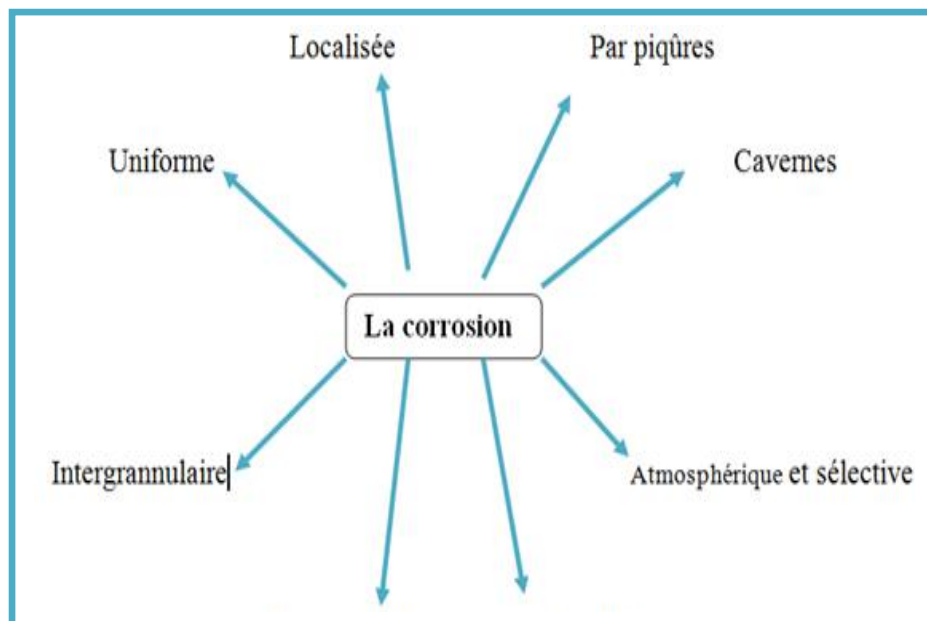 Localisée
Par piqûres
Uniforme
Cavernes
La corrosion
Intergrannulaire
Atmosphérique et sélective